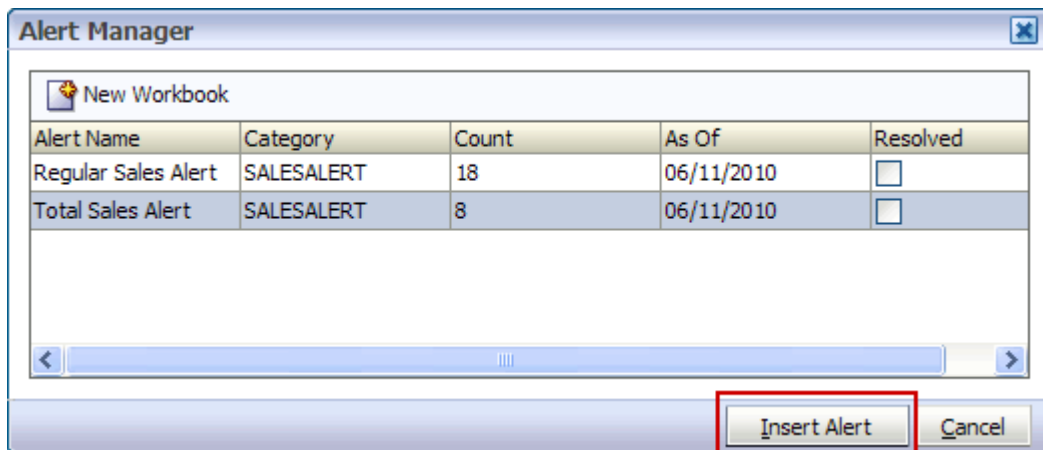 Alert Manager
New Workbook
Alert Name Category Count As Of Resolved
Regular Sales Alert SALESALERT 18 06/11/2010
Total Sales Alert SALESALERT 8 06/11/2010
Insert Alert Cancel